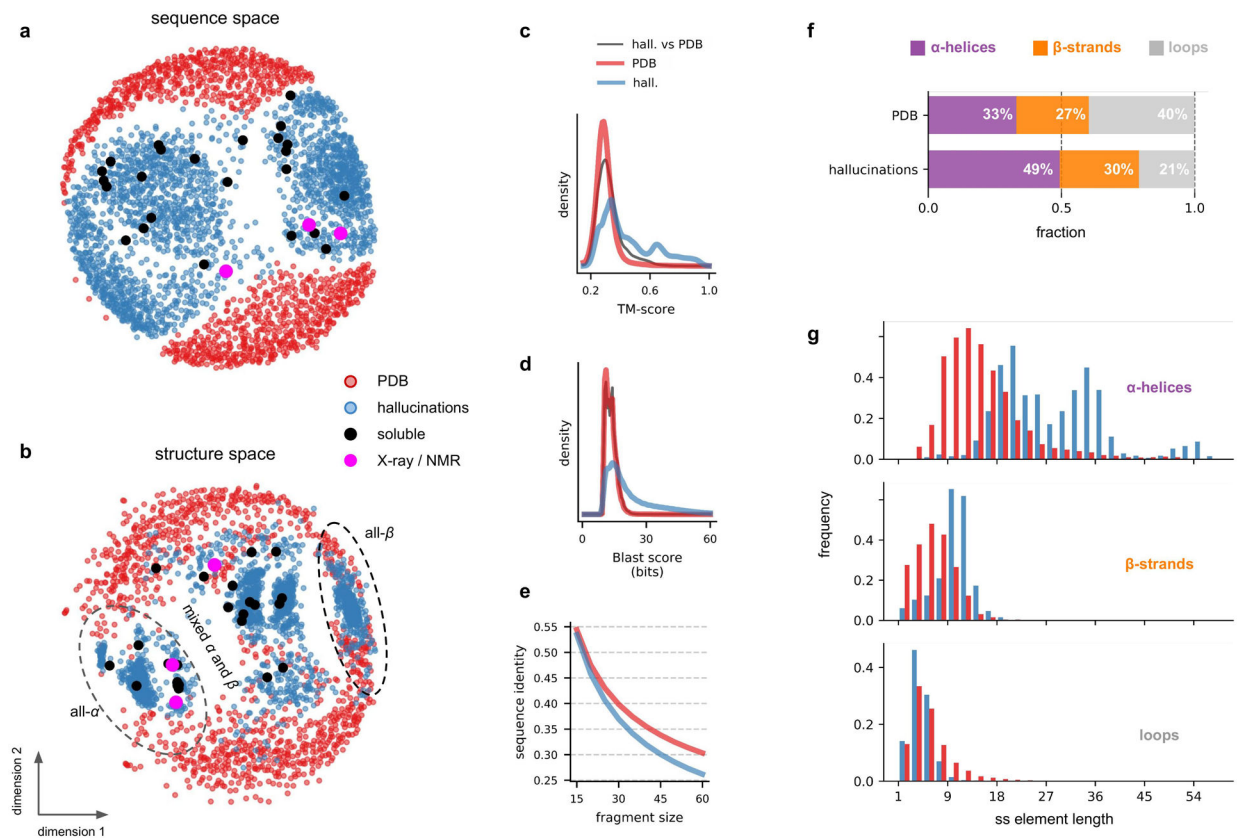 sequence space
a
PDB
hallucinations
soluble
X-ray / NMR
b
structure space
all-β
mixed α and β
all-α
dimension 2
dimension 1
c
hall. vs PDB
PDB
hall.
density
0.2
0.6
1.0
TM-score
d
density
0
30
60
Blast score
(bits)
e
sequence identity
0.55
0.50
0.45
0.40
0.35
0.30
0.25
15
30
45
60
fragment size
f
α-helices
β-strands
loops
PDB
33%
27%
40%
hallucinations
49%
30%
21%
0.0
0.5
1.0
fraction
g
frequency
0.4
0.2
0.0
α-helices
0.4
0.2
0.0
β-strands
0.4
0.2
0.0
loops
1
9
18
27
36
45
54
ss element length